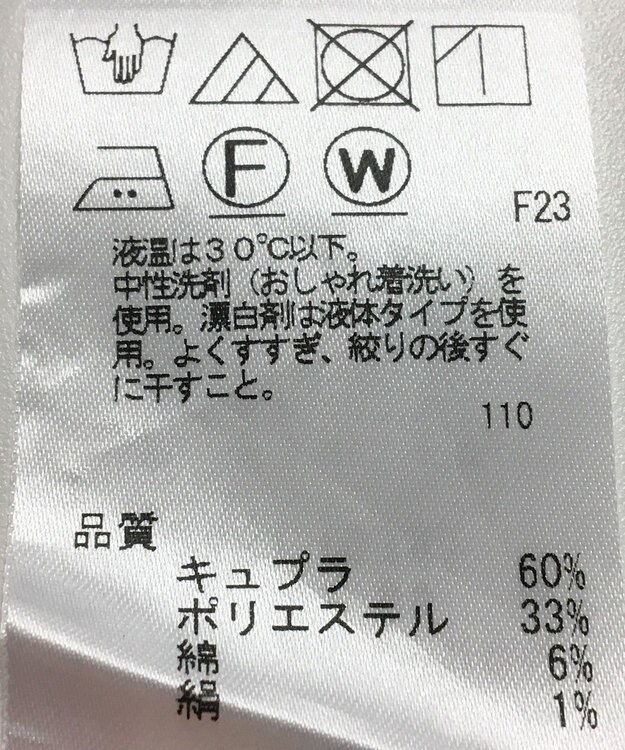 F
W
F23
液温は30℃以下。
中性洗剤（おしゃれ着洗い）を
使用。漂白剤は液体タイプを使
用。よくすすぎ、絞りの後すぐ
に干すこと。
110
品質
キュプラ 60%
ポリエステル 33%
綿 6%
絹 1%